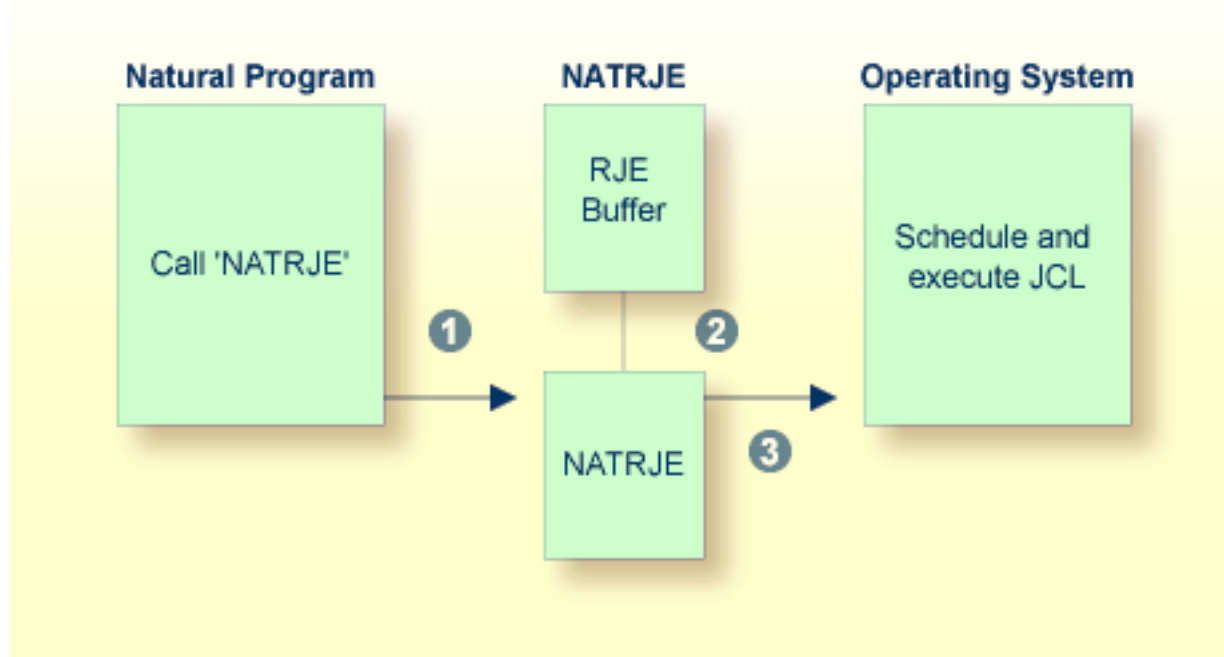 Natural Program
NATRJE
Operating System
Call 'NATRJE'
RJE
Buffer
Schedule and
execute JCL
1
2
NATRJE
3